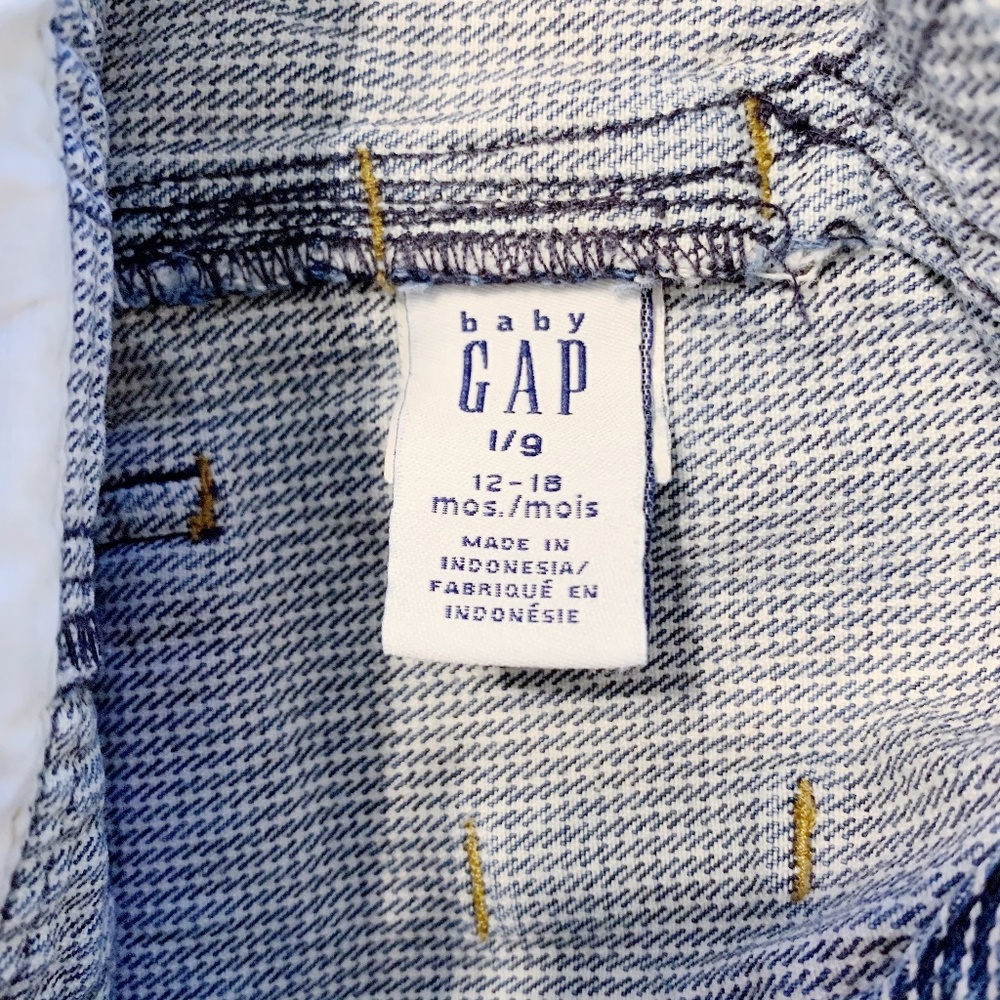 baby
GAP
1/9
12-18
mos./mois
MADE IN
INDONESIA/
FABRIQUÉ EN
INDONÉSIE